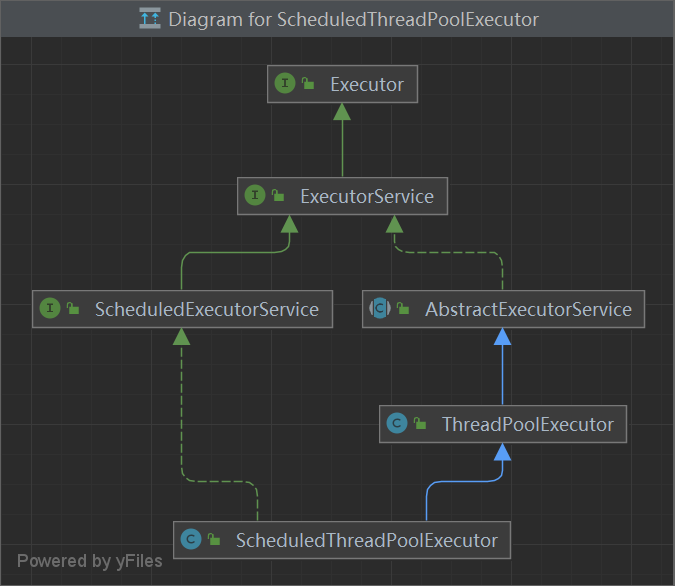 Diagram for ScheduledThreadPoolExecutor
I Executor
I ExecutorService
I ScheduledExecutorService
C AbstractExecutorService
C ThreadPoolExecutor
C ScheduledThreadPoolExecutor
Powered by yFiles